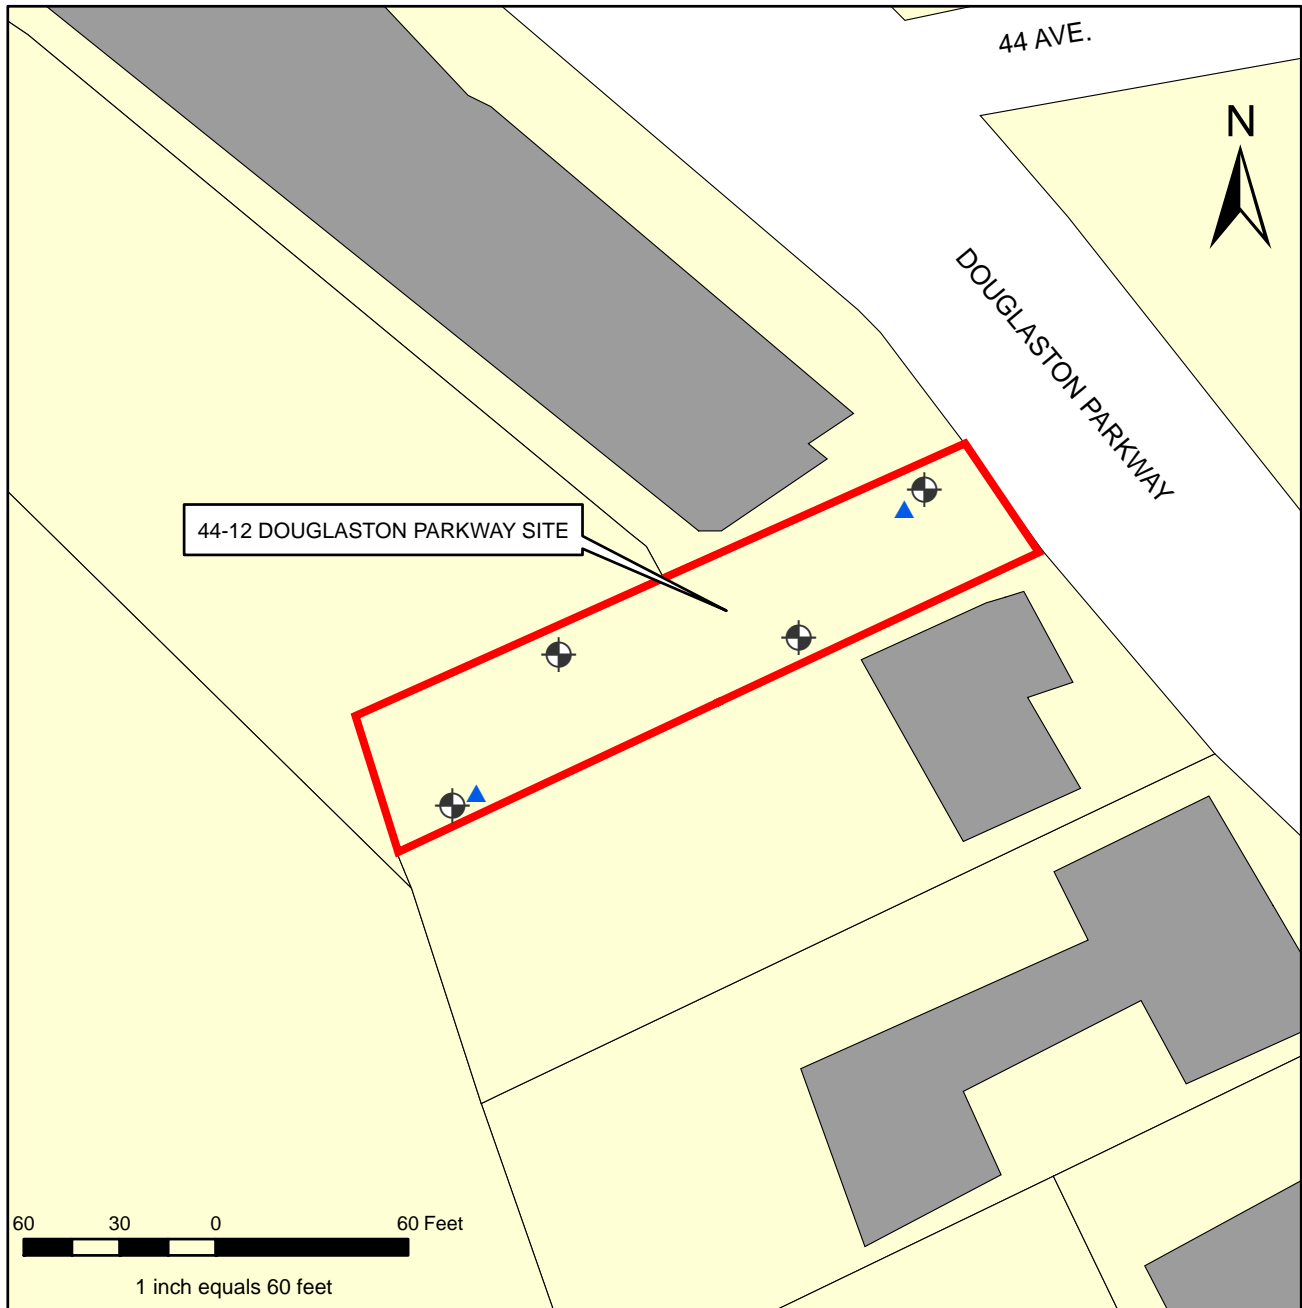 44 AVE.
N
DOUGLASTON PARKWAY
44-12 DOUGLASTON PARKWAY SITE
60 30 0 60 Feet
1 inch equals 60 feet